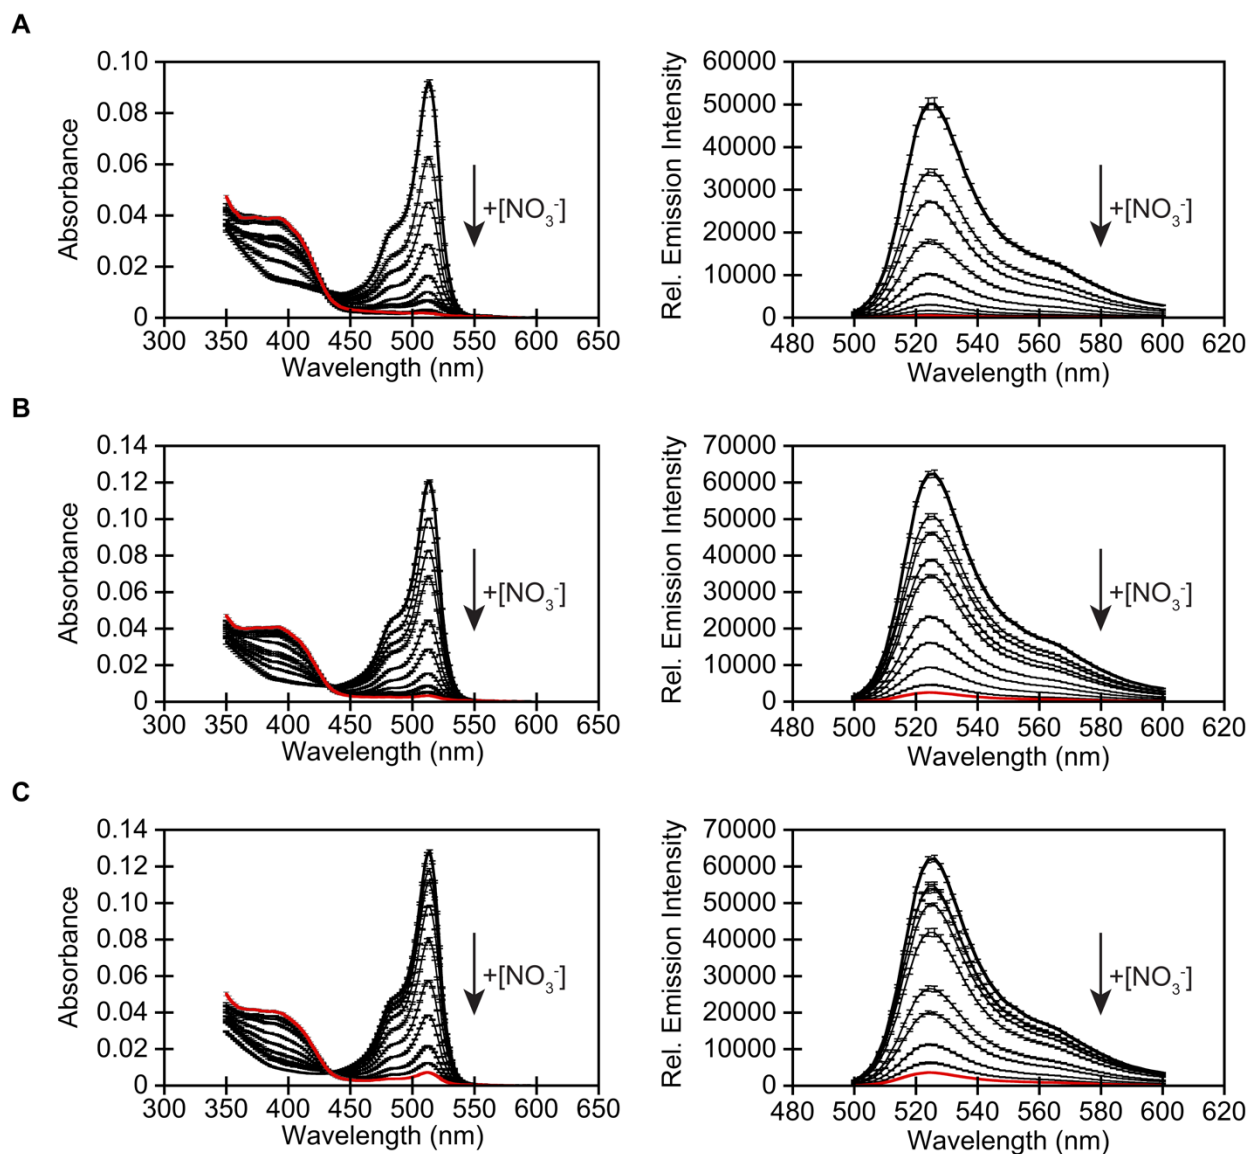 A
Absorbance
0.10
0.08
0.06
0.04
0.02
0
300 350 400 450 500 550 600 650
Wavelength (nm)
+[NO₃⁻]
Rel. Emission Intensity
60000
50000
40000
30000
20000
10000
0
480 500 520 540 560 580 600 620
Wavelength (nm)
+[NO₃⁻]
B
Absorbance
0.14
0.12
0.10
0.08
0.06
0.04
0.02
0
300 350 400 450 500 550 600 650
Wavelength (nm)
+[NO₃⁻]
Rel. Emission Intensity
70000
60000
50000
40000
30000
20000
10000
0
480 500 520 540 560 580 600 620
Wavelength (nm)
+[NO₃⁻]
C
Absorbance
0.14
0.12
0.10
0.08
0.06
0.04
0.02
0
300 350 400 450 500 550 600 650
Wavelength (nm)
+[NO₃⁻]
Rel. Emission Intensity
70000
60000
50000
40000
30000
20000
10000
0
480 500 520 540 560 580 600 620
Wavelength (nm)
+[NO₃⁻]